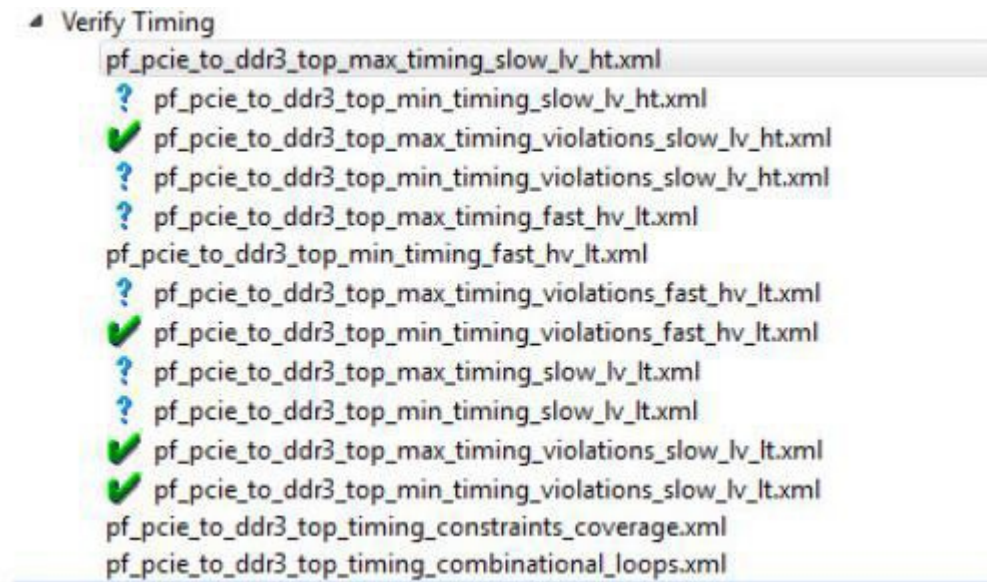 Verify Timing
pf_pcie_to_ddr3_top_max_timing_slow_lv_ht.xml
pf_pcie_to_ddr3_top_min_timing_slow_lv_ht.xml
pf_pcie_to_ddr3_top_max_timing_violations_slow_lv_ht.xml
pf_pcie_to_ddr3_top_min_timing_violations_slow_lv_ht.xml
pf_pcie_to_ddr3_top_max_timing_fast_hv_lt.xml
pf_pcie_to_ddr3_top_min_timing_fast_hv_lt.xml
pf_pcie_to_ddr3_top_max_timing_violations_fast_hv_lt.xml
pf_pcie_to_ddr3_top_min_timing_violations_fast_hv_lt.xml
pf_pcie_to_ddr3_top_max_timing_slow_lv_lt.xml
pf_pcie_to_ddr3_top_min_timing_slow_lv_lt.xml
pf_pcie_to_ddr3_top_max_timing_violations_slow_lv_lt.xml
pf_pcie_to_ddr3_top_min_timing_violations_slow_lv_lt.xml
pf_pcie_to_ddr3_top_timing_constraints_coverage.xml
pf_pcie_to_ddr3_top_timing_combinational_loops.xml